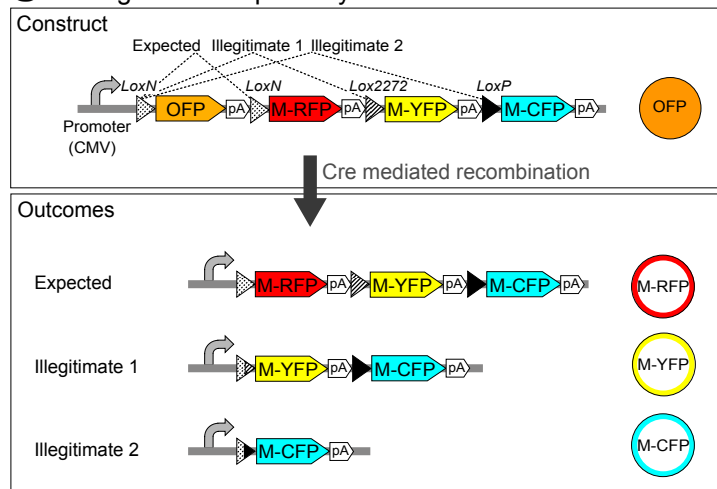 Construct
Expected Illegitimate 1 Illegitimate 2
LoxN LoxN Lox2272 LoxP
OFP pA M-RFP pA M-YFP pA M-CFP pA OFP
Promoter
(CMV)
Cre mediated recombination
Outcomes
Expected M-RFP pA M-YFP pA M-CFP pA M-RFP
Illegitimate 1 M-YFP pA M-CFP pA M-YFP
Illegitimate 2 M-CFP pA M-CFP